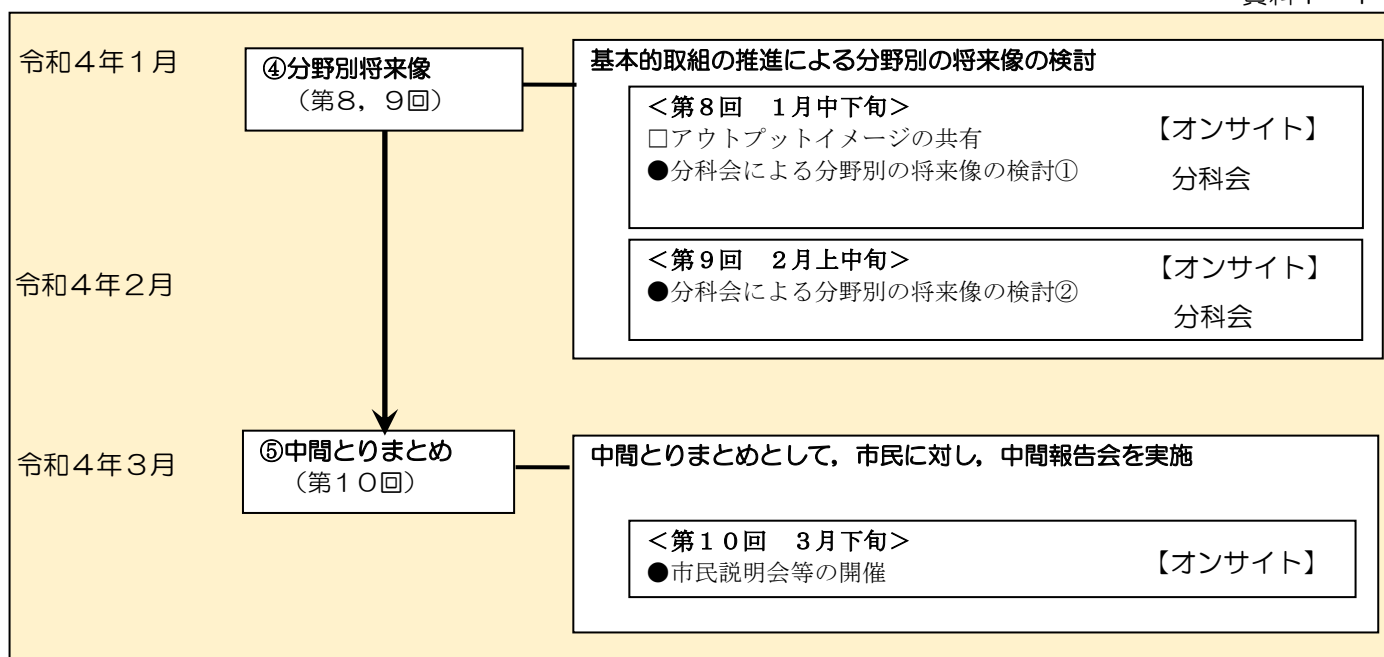 令和４年１月
④分野別将来像
（第８，９回）
基本的取組の推進による分野別の将来像の検討
＜第８回　１月中下旬＞
□アウトプットイメージの共有
●分科会による分野別の将来像の検討①
【オンサイト】
分科会
令和４年２月
＜第９回　２月上中旬＞
●分科会による分野別の将来像の検討②
【オンサイト】
分科会
令和４年３月
⑤中間とりまとめ
（第１０回）
中間とりまとめとして，市民に対し，中間報告会を実施
＜第１０回　３月下旬＞
●市民説明会等の開催
【オンサイト】